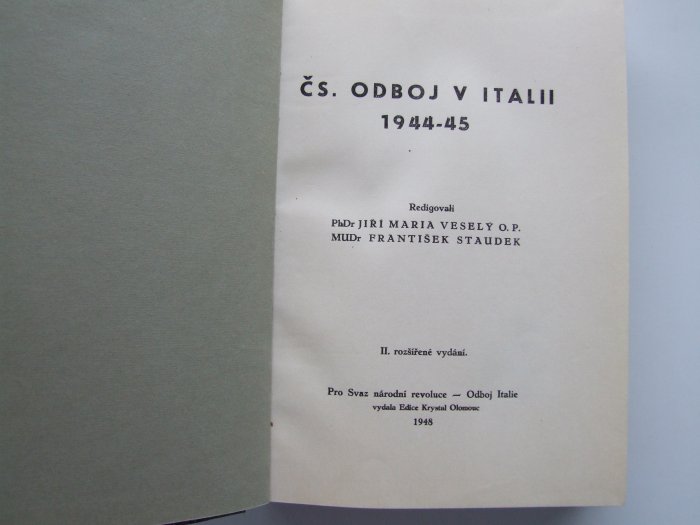 ČS. ODBOJ V ITALII
1944-45
Redigovali
PhDr JIŘÍ MARIA VESELÝ O. P.
MUDr FRANTIŠEK STAUDEK
II. rozšířené vydání.
Pro Svaz národní revoluce — Odboj Italie
vydala Edice Krystal Olomouc
1948